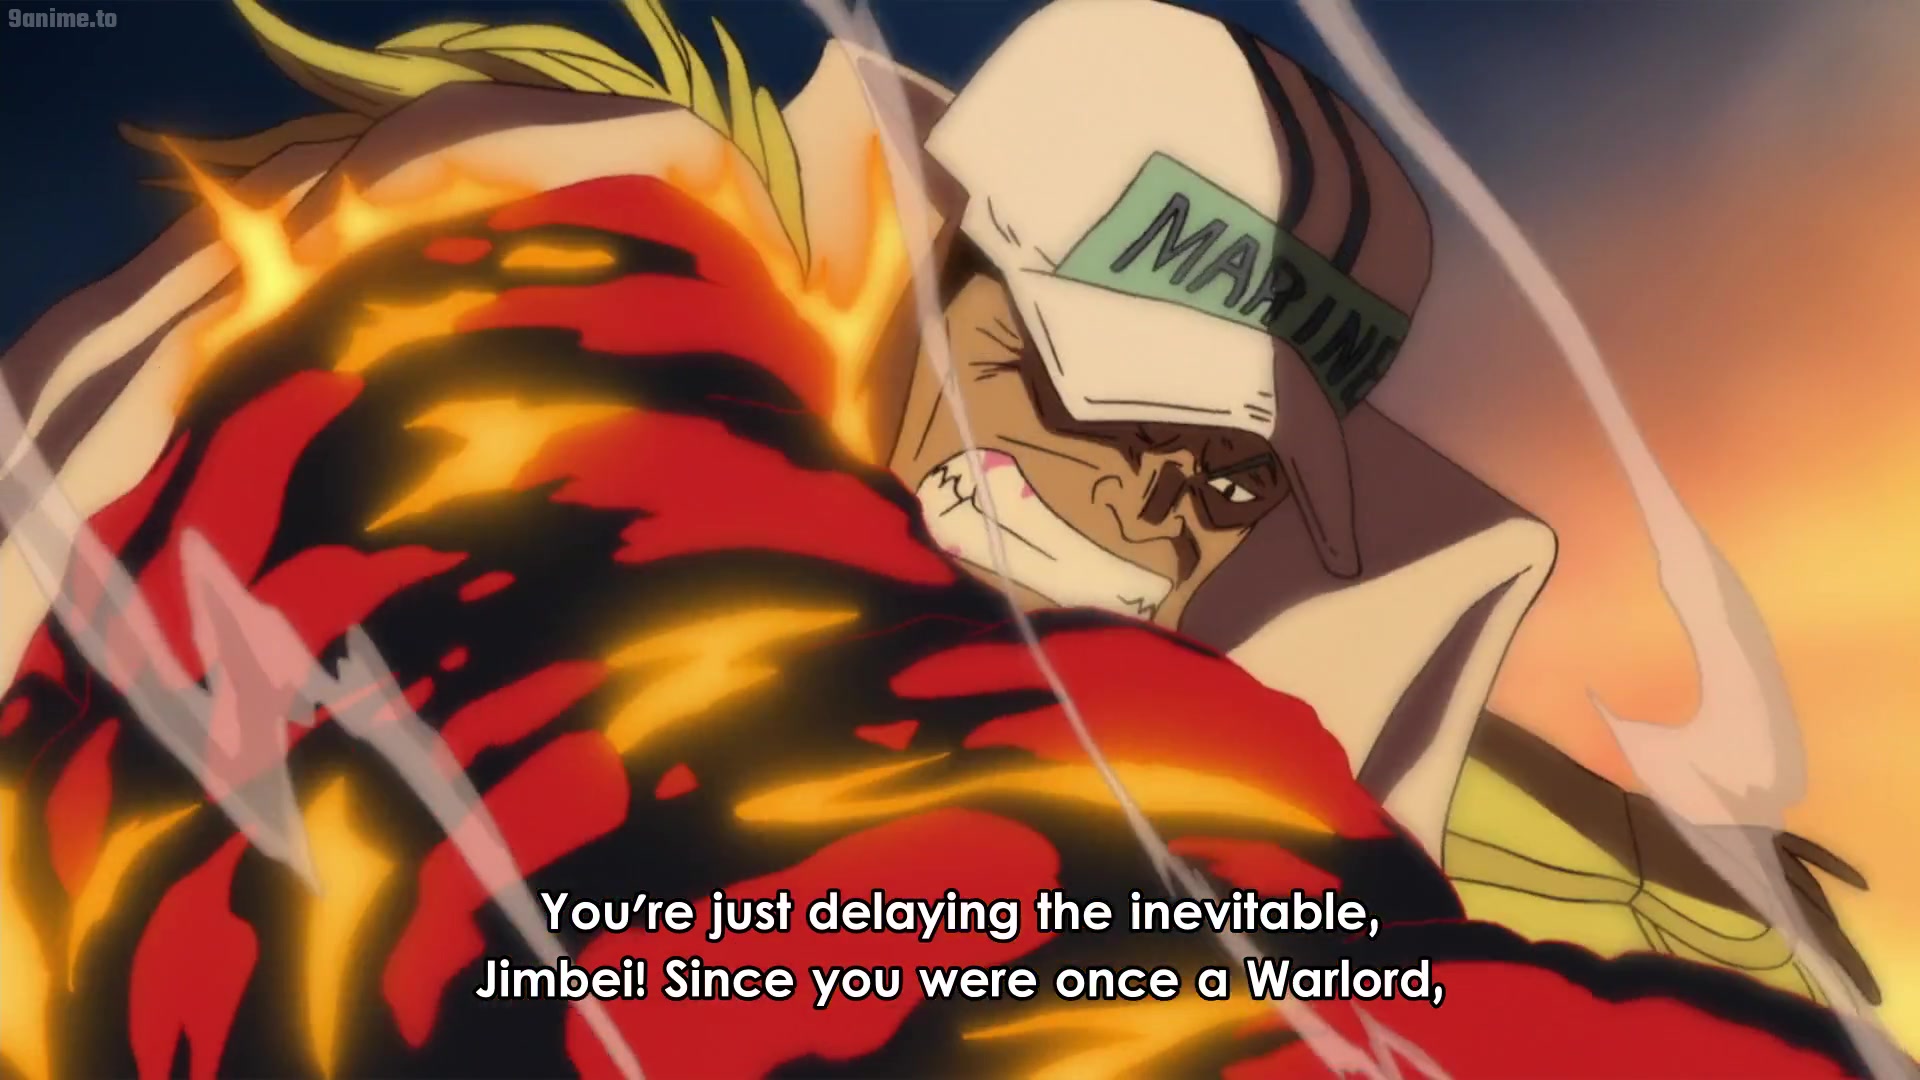 9anime.to
MARINE
You're just delaying the inevitable,
Jimbei! Since you were once a Warlord,